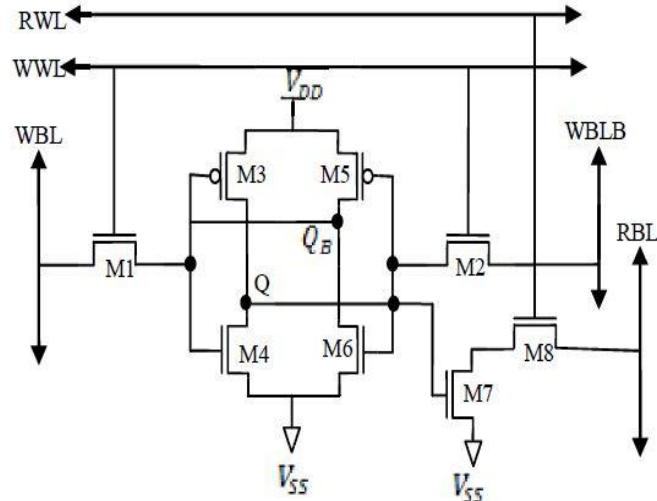 RWL
WWL
V_DD
WBL
WBLB
M3
M5
RBL
Q_B
M1
M2
Q
M4
M6
M8
M7
V_SS
V_SS